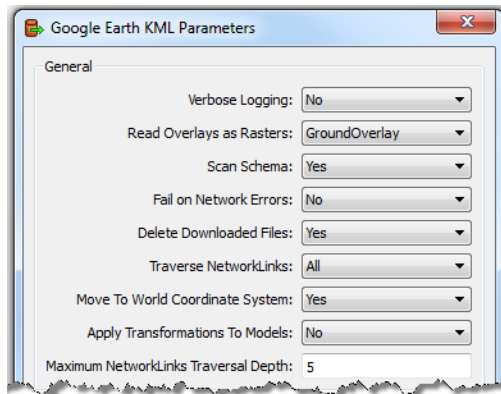 Google Earth KML Parameters
General
Verbose Logging: No
Read Overlays as Rasters: GroundOverlay
Scan Schema: Yes
Fail on Network Errors: No
Delete Downloaded Files: Yes
Traverse NetworkLinks: All
Move To World Coordinate System: Yes
Apply Transformations To Models: No
Maximum NetworkLinks Traversal Depth: 5